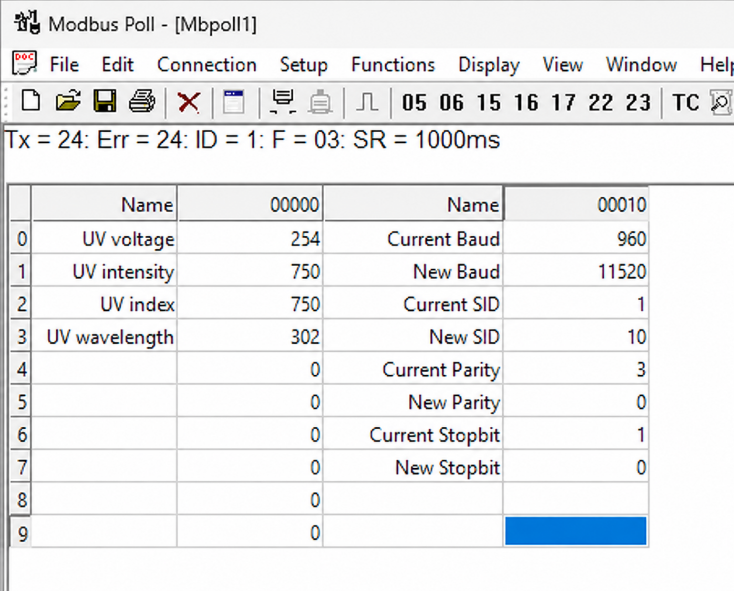 Modbus Poll - [Mbpoll1]
DOC File Edit Connection Setup Functions Display View Window Help
05 06 15 16 17 22 23 TC
Tx = 24: Err = 24: ID = 1: F = 03: SR = 1000ms
Name 00000 Name 00010
0 UV voltage 254 Current Baud 960
1 UV intensity 750 New Baud 11520
2 UV index 750 Current SID 1
3 UV wavelength 302 New SID 10
4 0 Current Parity 3
5 0 New Parity 0
6 0 Current Stopbit 1
7 0 New Stopbit 0
8 0
9 0